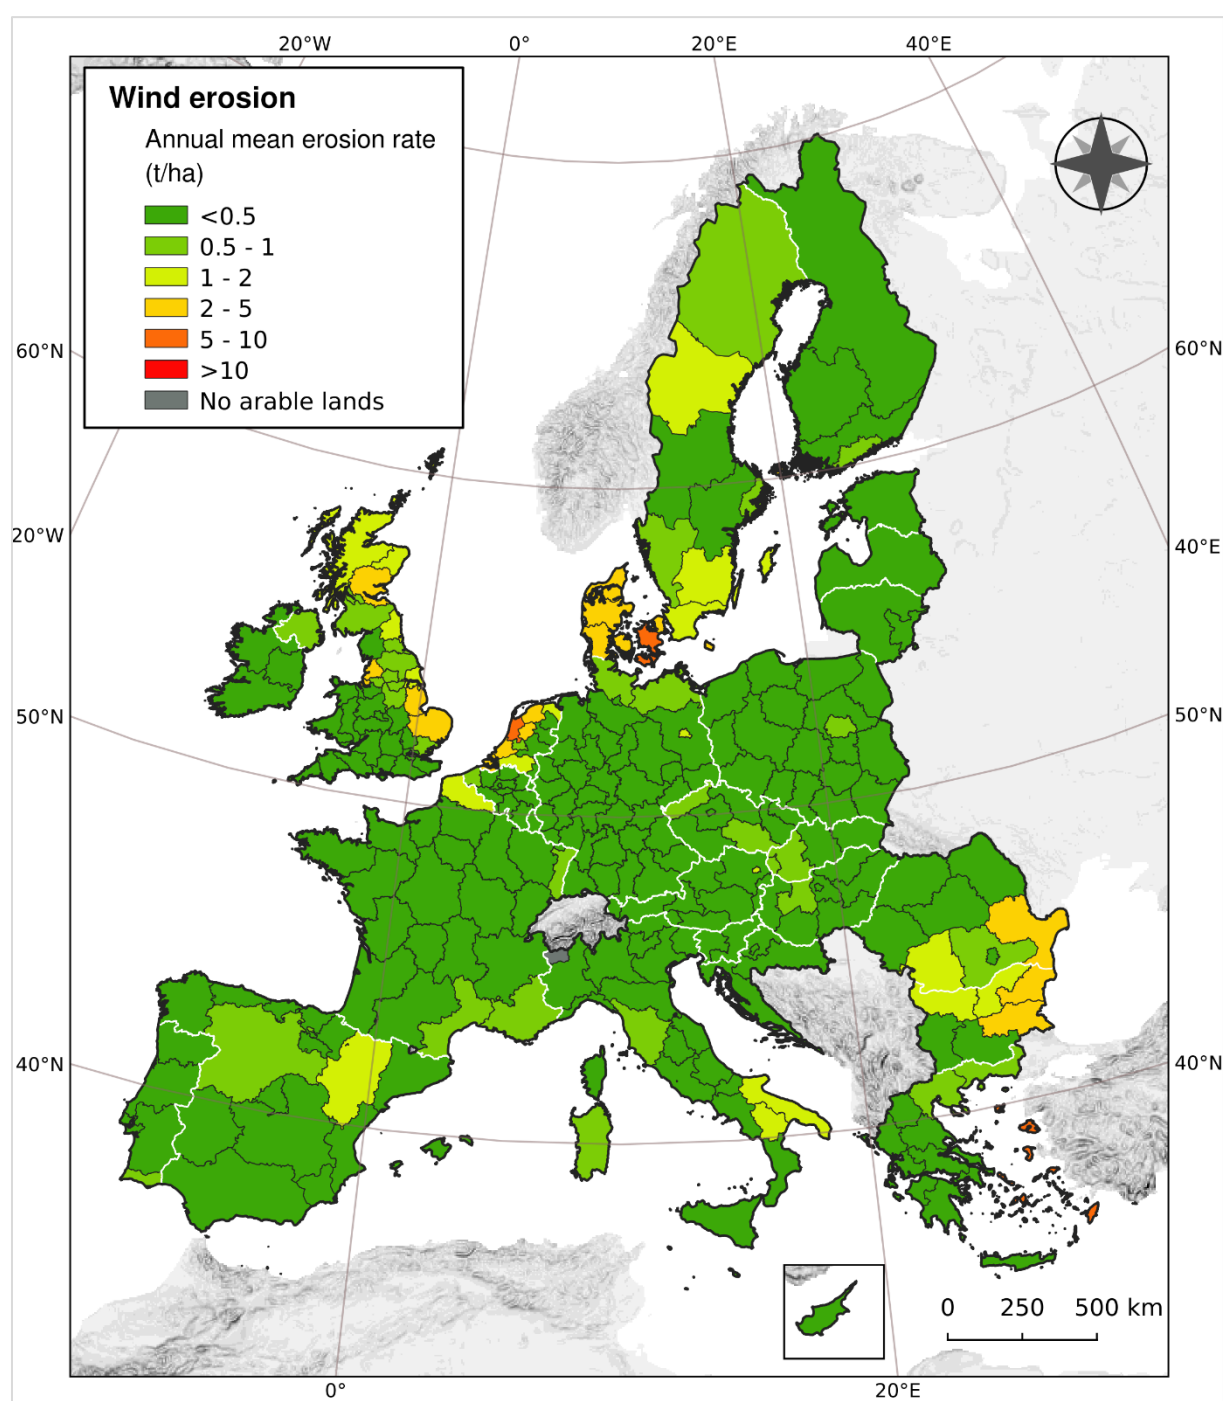 20°W 0° 20°E 40°E
Wind erosion
Annual mean erosion rate
(t/ha)
<0.5
0.5 - 1
1 - 2
2 - 5
5 - 10
>10
No arable lands
60°N 60°N
20°W 40°E
50°N 50°N
40°N 40°N
0 250 500 km
0° 20°E